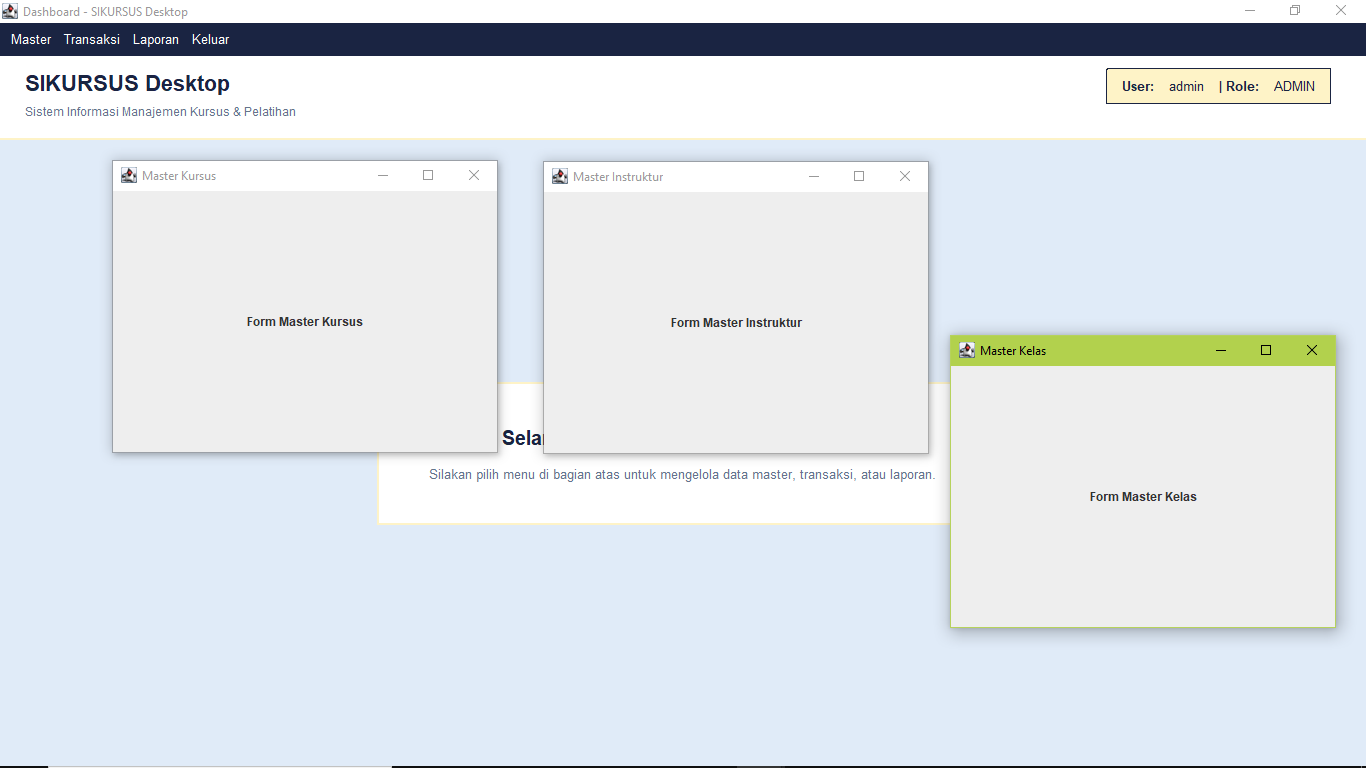 Dashboard - SIKURSUS Desktop
Master Transaksi Laporan Keluar
SIKURSUS Desktop
Sistem Informasi Manajemen Kursus & Pelatihan
User: admin | Role: ADMIN
Master Kursus
Form Master Kursus
Master Instruktur
Form Master Instruktur
Master Kelas
Form Master Kelas
Silakan pilih menu di bagian atas untuk mengelola data master, transaksi, atau laporan.